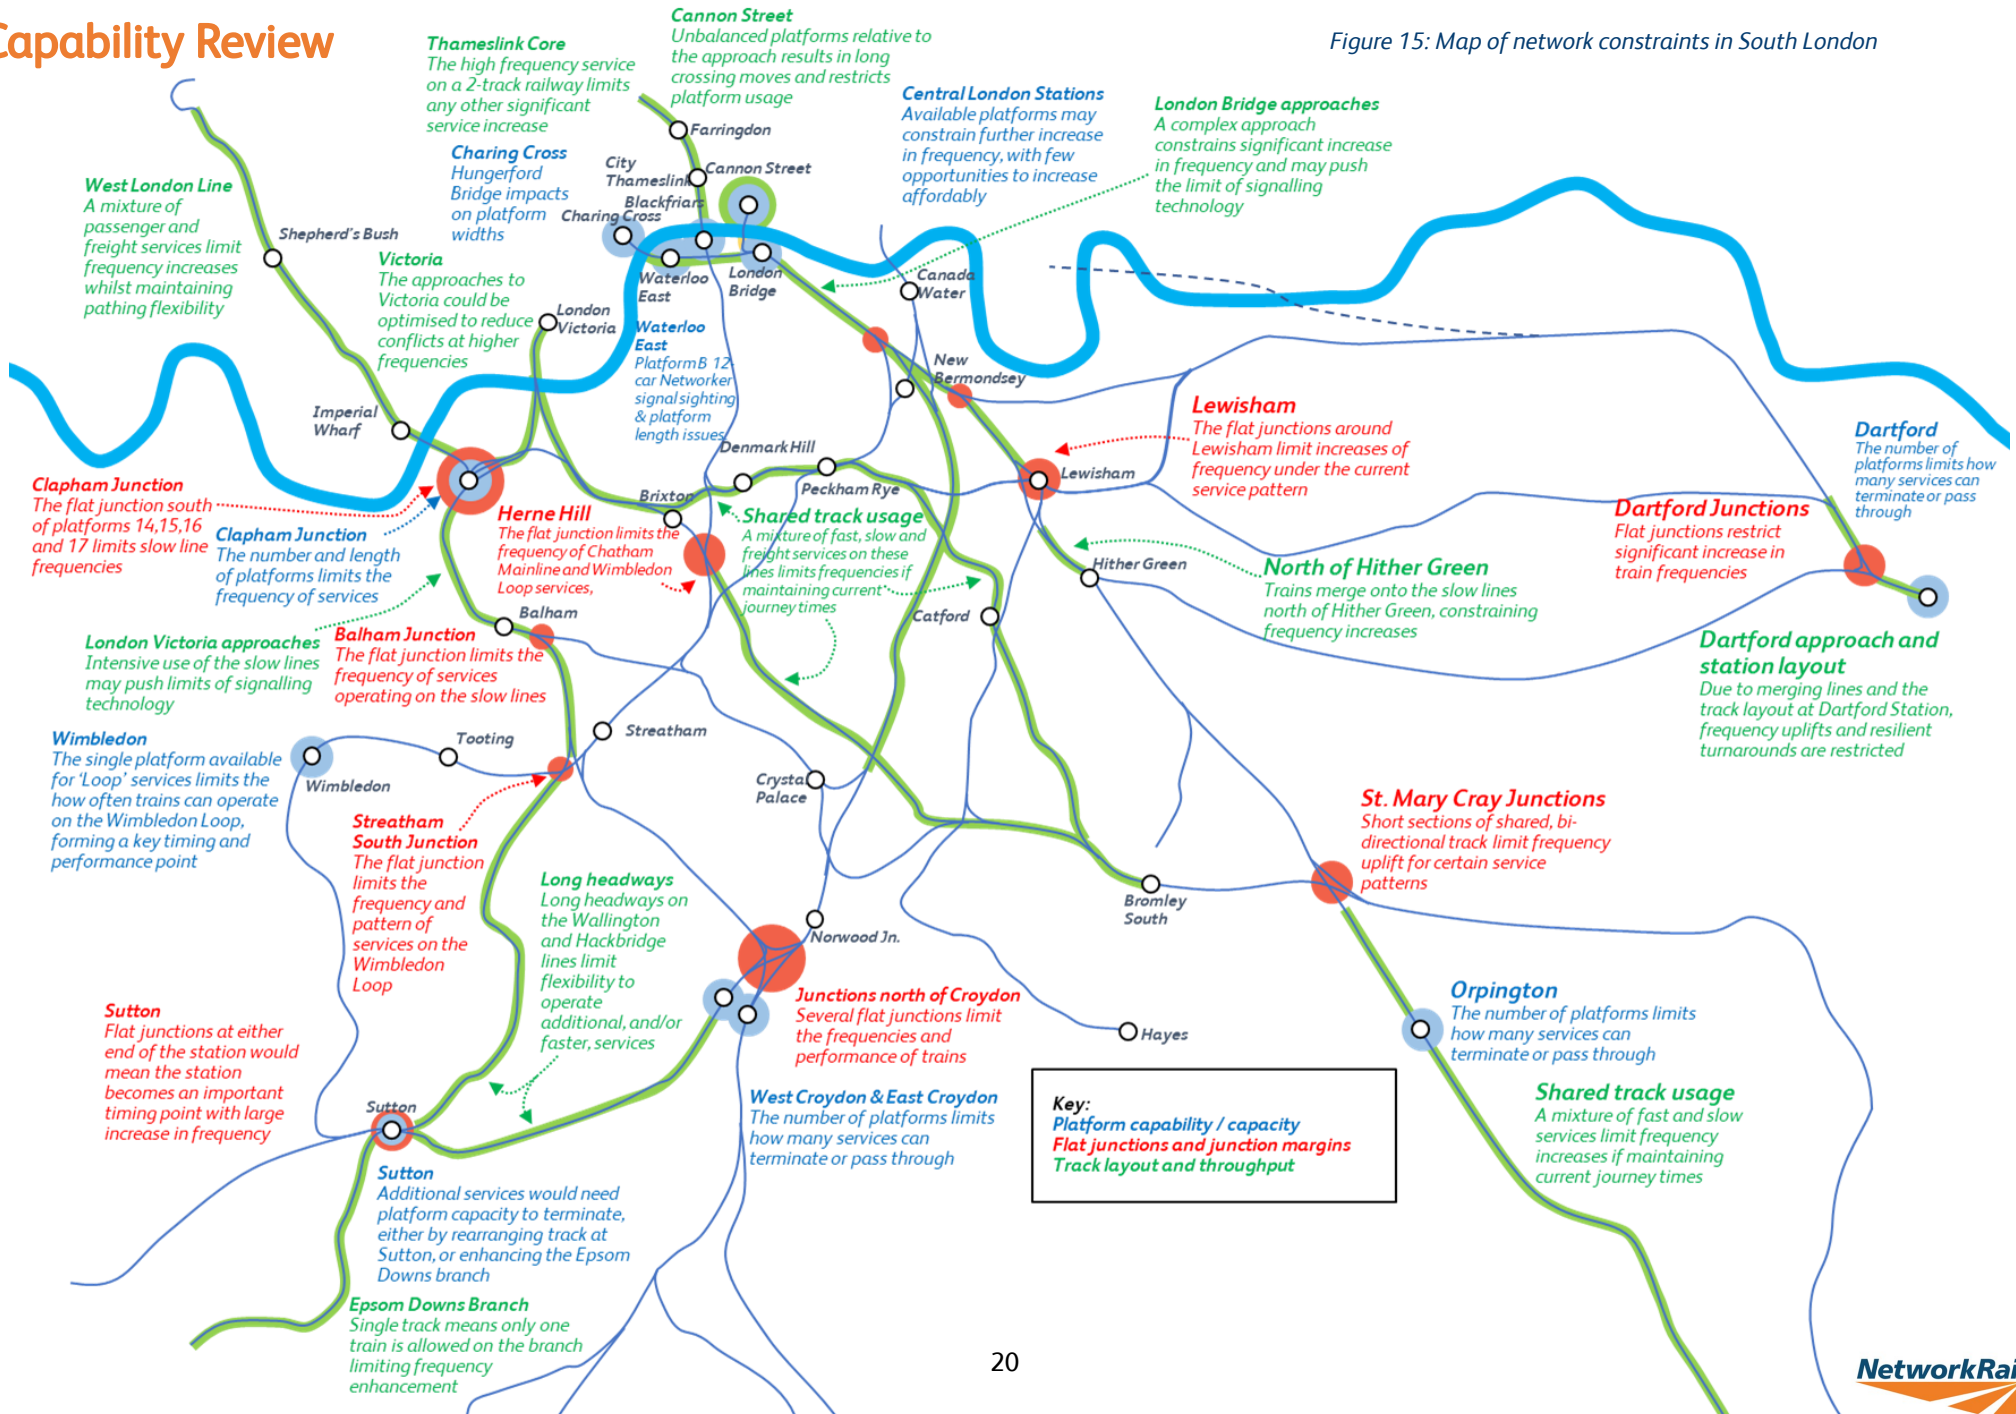 Capability Review
Figure 15: Map of network constraints in South London
Cannon Street
Unbalanced platforms relative to
the approach results in long
crossing moves and restricts
platform usage
Thameslink Core
The high frequency service
on a 2-track railway limits
any other significant
service increase
Central London Stations
Available platforms may
constrain further increase
in frequency, with few
opportunities to increase
affordably
London Bridge approaches
A complex approach
constrains significant increase
in frequency and may push
the limit of signalling
technology
Charing Cross
Hungerford
Bridge impacts
on platform
widths
Farringdon
City
Thameslink
Cannon Street
Blackfriars
Charing Cross
West London Line
A mixture of
passenger and
freight services limit
frequency increases
whilst maintaining
pathing flexibility
Shepherd's Bush
Victoria
The approaches to
Victoria could be
optimised to reduce
conflicts at higher
frequencies
London
Victoria
Waterloo
East
London
Bridge
Canada
Water
Waterloo
East
Platform B 12-
car Networker
signal sighting
& platform
length issues
New
Bermondsey
Imperial
Wharf
Lewisham
The flat junctions around
Lewisham limit increases of
frequency under the current
service pattern
Dartford
The number of
platforms limits how
many services can
terminate or pass
through
Denmark Hill
Peckham Rye
Lewisham
Brixton
Clapham Junction
The flat junction south
of platforms 14,15,16
and 17 limits slow line
frequencies
Clapham Junction
The number and length
of platforms limits the
frequency of services
Herne Hill
The flat junction limits the
frequency of Chatham
Mainline and Wimbledon
Loop services,
Shared track usage
A mixture of fast, slow and
freight services on these
lines limits frequencies if
maintaining current
journey times
Dartford Junctions
Flat junctions restrict
significant increase in
train frequencies
Hither Green
North of Hither Green
Trains merge onto the slow lines
north of Hither Green, constraining
frequency increases
Catford
Balham
London Victoria approaches
Intensive use of the slow lines
may push limits of signalling
technology
Balham Junction
The flat junction limits the
frequency of services
operating on the slow lines
Dartford approach and
station layout
Due to merging lines and the
track layout at Dartford Station,
frequency uplifts and resilient
turnarounds are restricted
Wimbledon
The single platform available
for 'Loop' services limits the
how often trains can operate
on the Wimbledon Loop,
forming a key timing and
performance point
Tooting
Streatham
Wimbledon
Crystal
Palace
Streatham
South Junction
The flat junction
limits the
frequency and
pattern of
services on the
Wimbledon
Loop
St. Mary Cray Junctions
Short sections of shared, bi-
directional track limit frequency
uplift for certain service
patterns
Long headways
Long headways on
the Wallington
and Hackbridge
lines limit
flexibility to
operate
additional, and/or
faster, services
Bromley
South
Norwood Jn.
Junctions north of Croydon
Several flat junctions limit
the frequencies and
performance of trains
Orpington
The number of platforms limits
how many services can
terminate or pass through
Hayes
Sutton
Flat junctions at either
end of the station would
mean the station
becomes an important
timing point with large
increase in frequency
Sutton
West Croydon & East Croydon
The number of platforms limits
how many services can
terminate or pass through
Key:
Platform capability / capacity
Flat junctions and junction margins
Track layout and throughput
Shared track usage
A mixture of fast and slow
services limit frequency
increases if maintaining
current journey times
Sutton
Additional services would need
platform capacity to terminate,
either by rearranging track at
Sutton, or enhancing the Epsom
Downs branch
Epsom Downs Branch
Single track means only one
train is allowed on the branch
limiting frequency
enhancement
20
NetworkRai